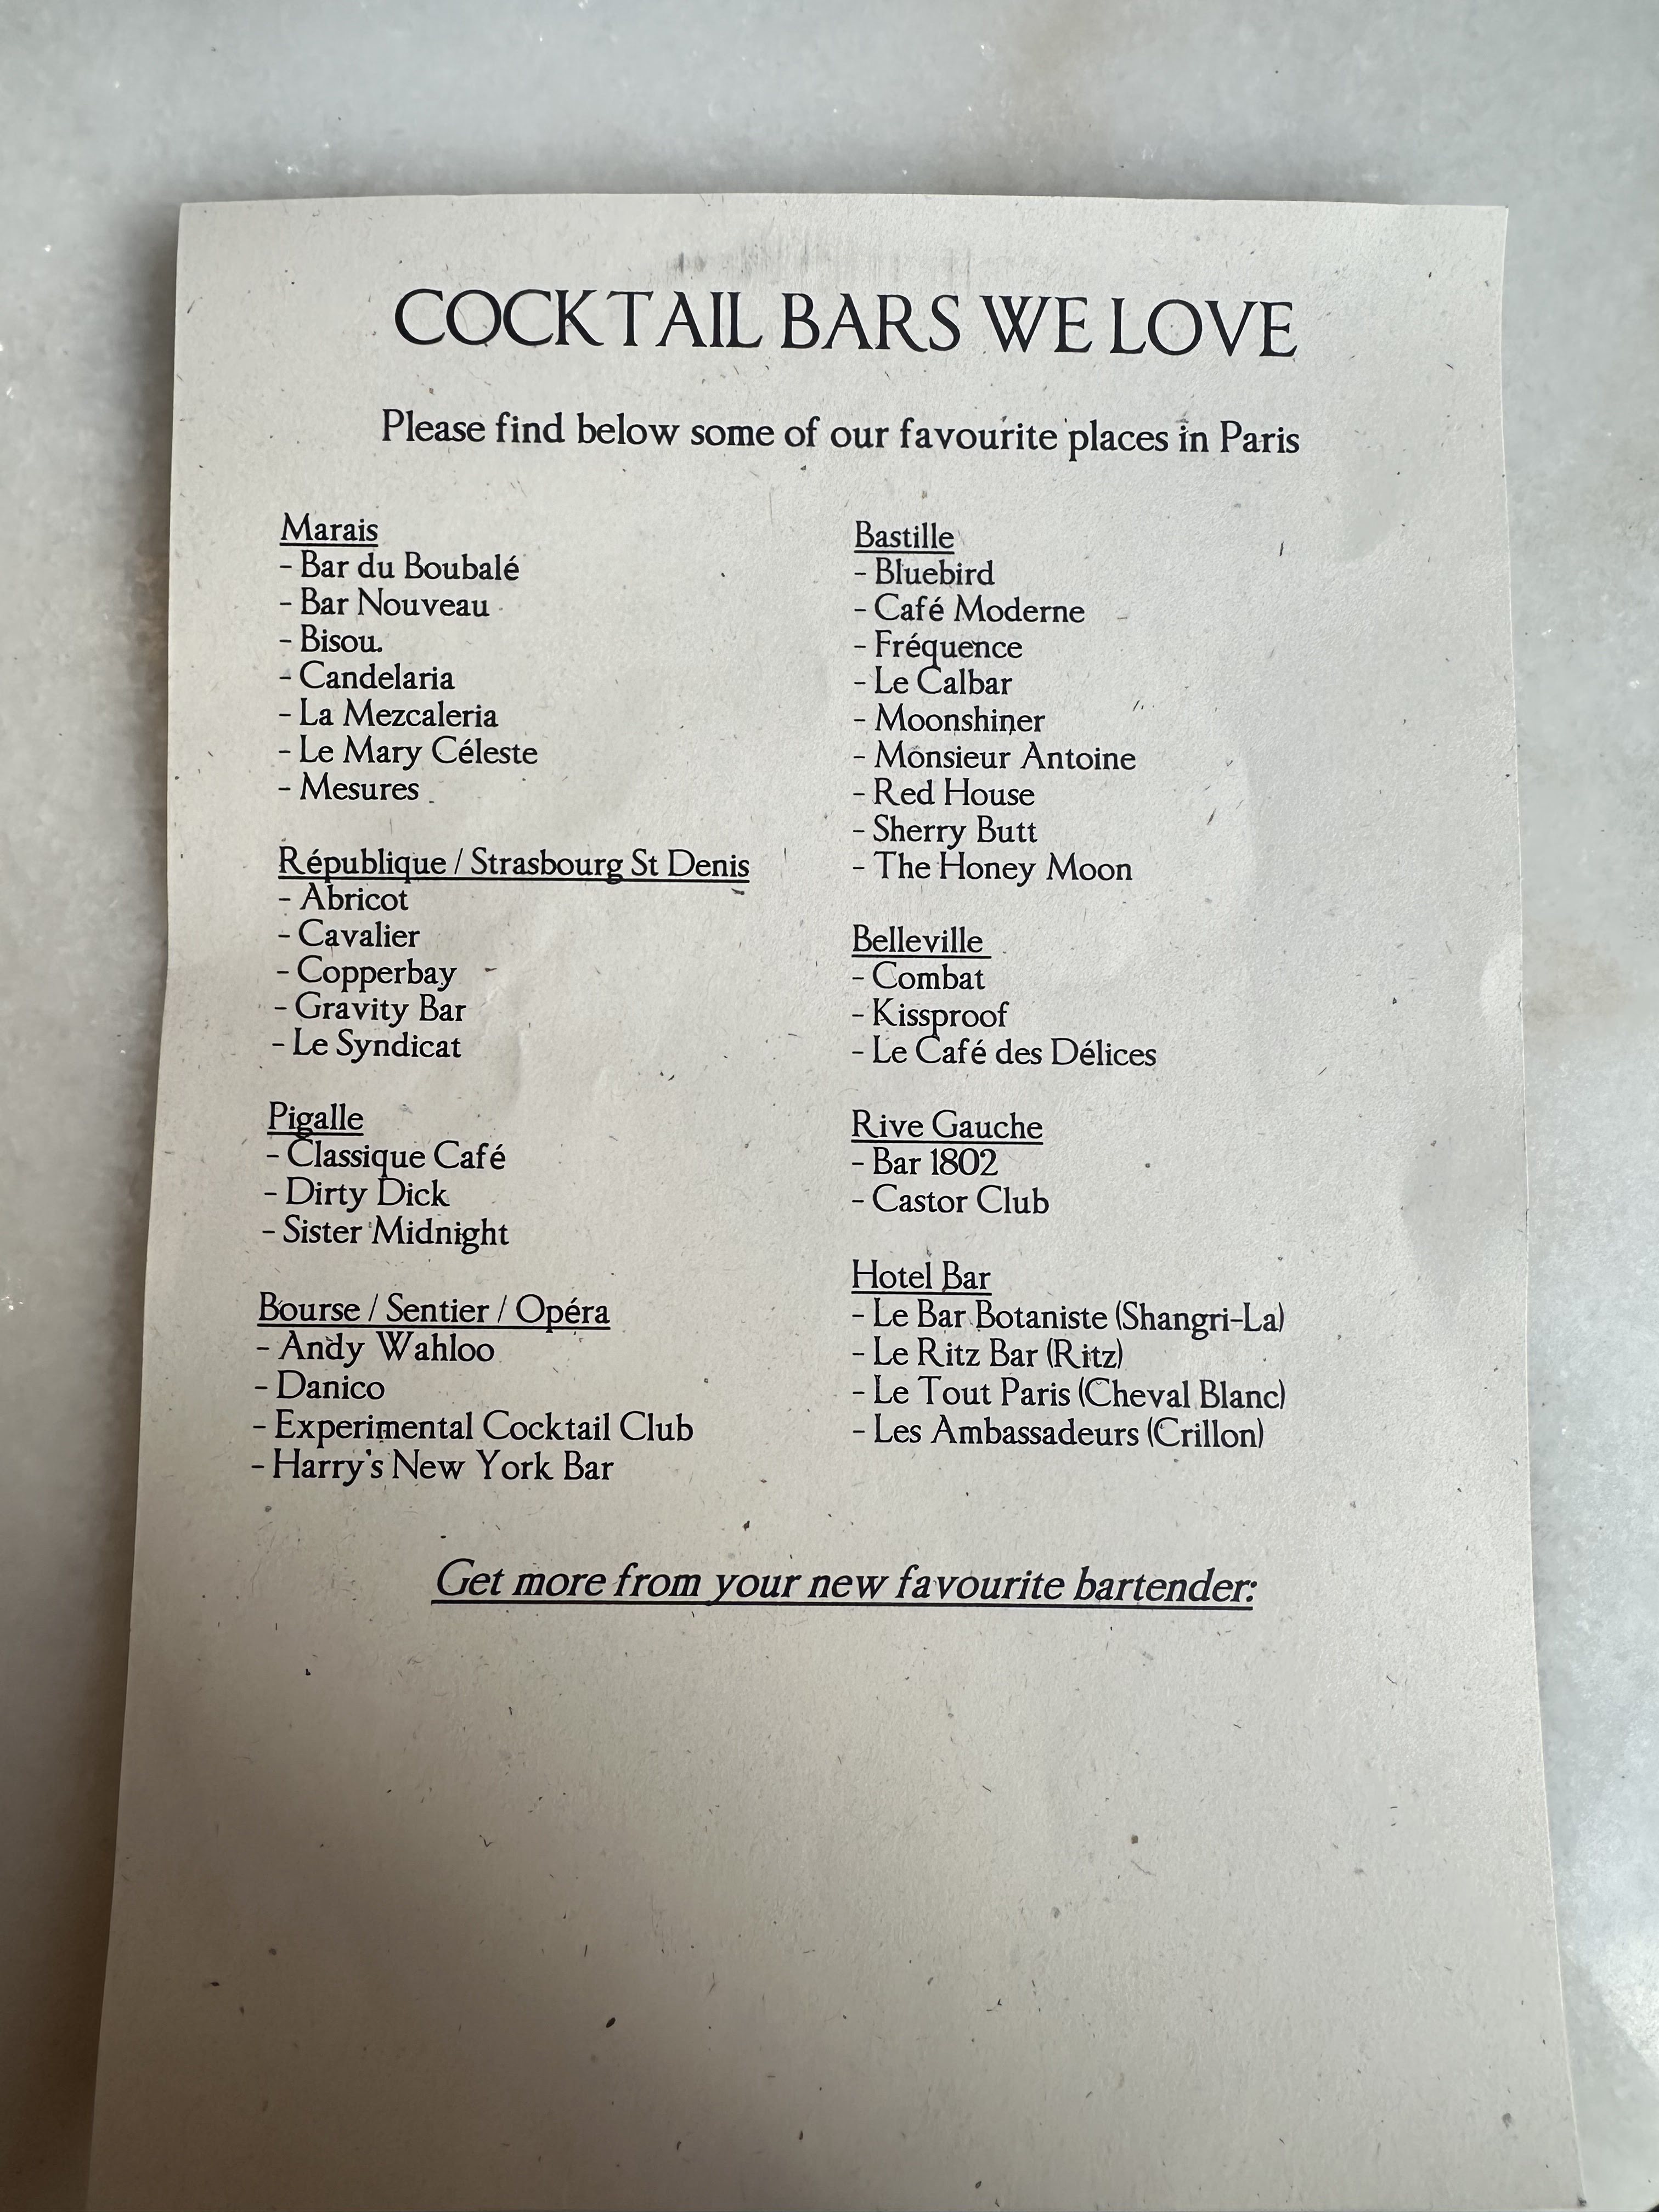 COCKTAIL BARS WE LOVE
Please find below some of our favourite places in Paris
Marais
- Bar du Boubalé
- Bar Nouveau
- Bisou.
- Candelaria
- La Mezcaleria
- Le Mary Céleste
- Mesures
République / Strasbourg St Denis
- Abricot
- Cavalier
- Copperbay
- Gravity Bar
- Le Syndicat
Pigalle
- Classique Café
- Dirty Dick
- Sister Midnight
Bourse / Sentier / Opéra
- Andy Wahloo
- Danico
- Experimental Cocktail Club
- Harry's New York Bar
Bastille
- Bluebird
- Café Moderne
- Fréquence
- Le Calbar
- Moonshiner
- Monsieur Antoine
- Red House
- Sherry Butt
- The Honey Moon
Belleville
- Combat
- Kissproof
- Le Café des Délices
Rive Gauche
- Bar 1802
- Castor Club
Hotel Bar
- Le Bar Botaniste (Shangri-La)
- Le Ritz Bar (Ritz)
- Le Tout Paris (Cheval Blanc)
- Les Ambassadeurs (Crillon)
Get more from your new favourite bartender: